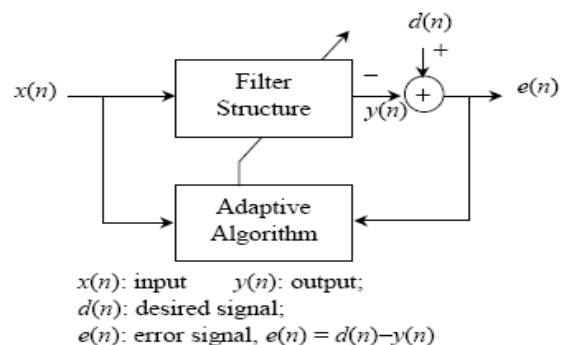 d(n)
+
x(n)
Filter
Structure
−
+
y(n)
e(n)
Adaptive
Algorithm
x(n): input y(n): output;
d(n): desired signal;
e(n): error signal, e(n) = d(n)−y(n)